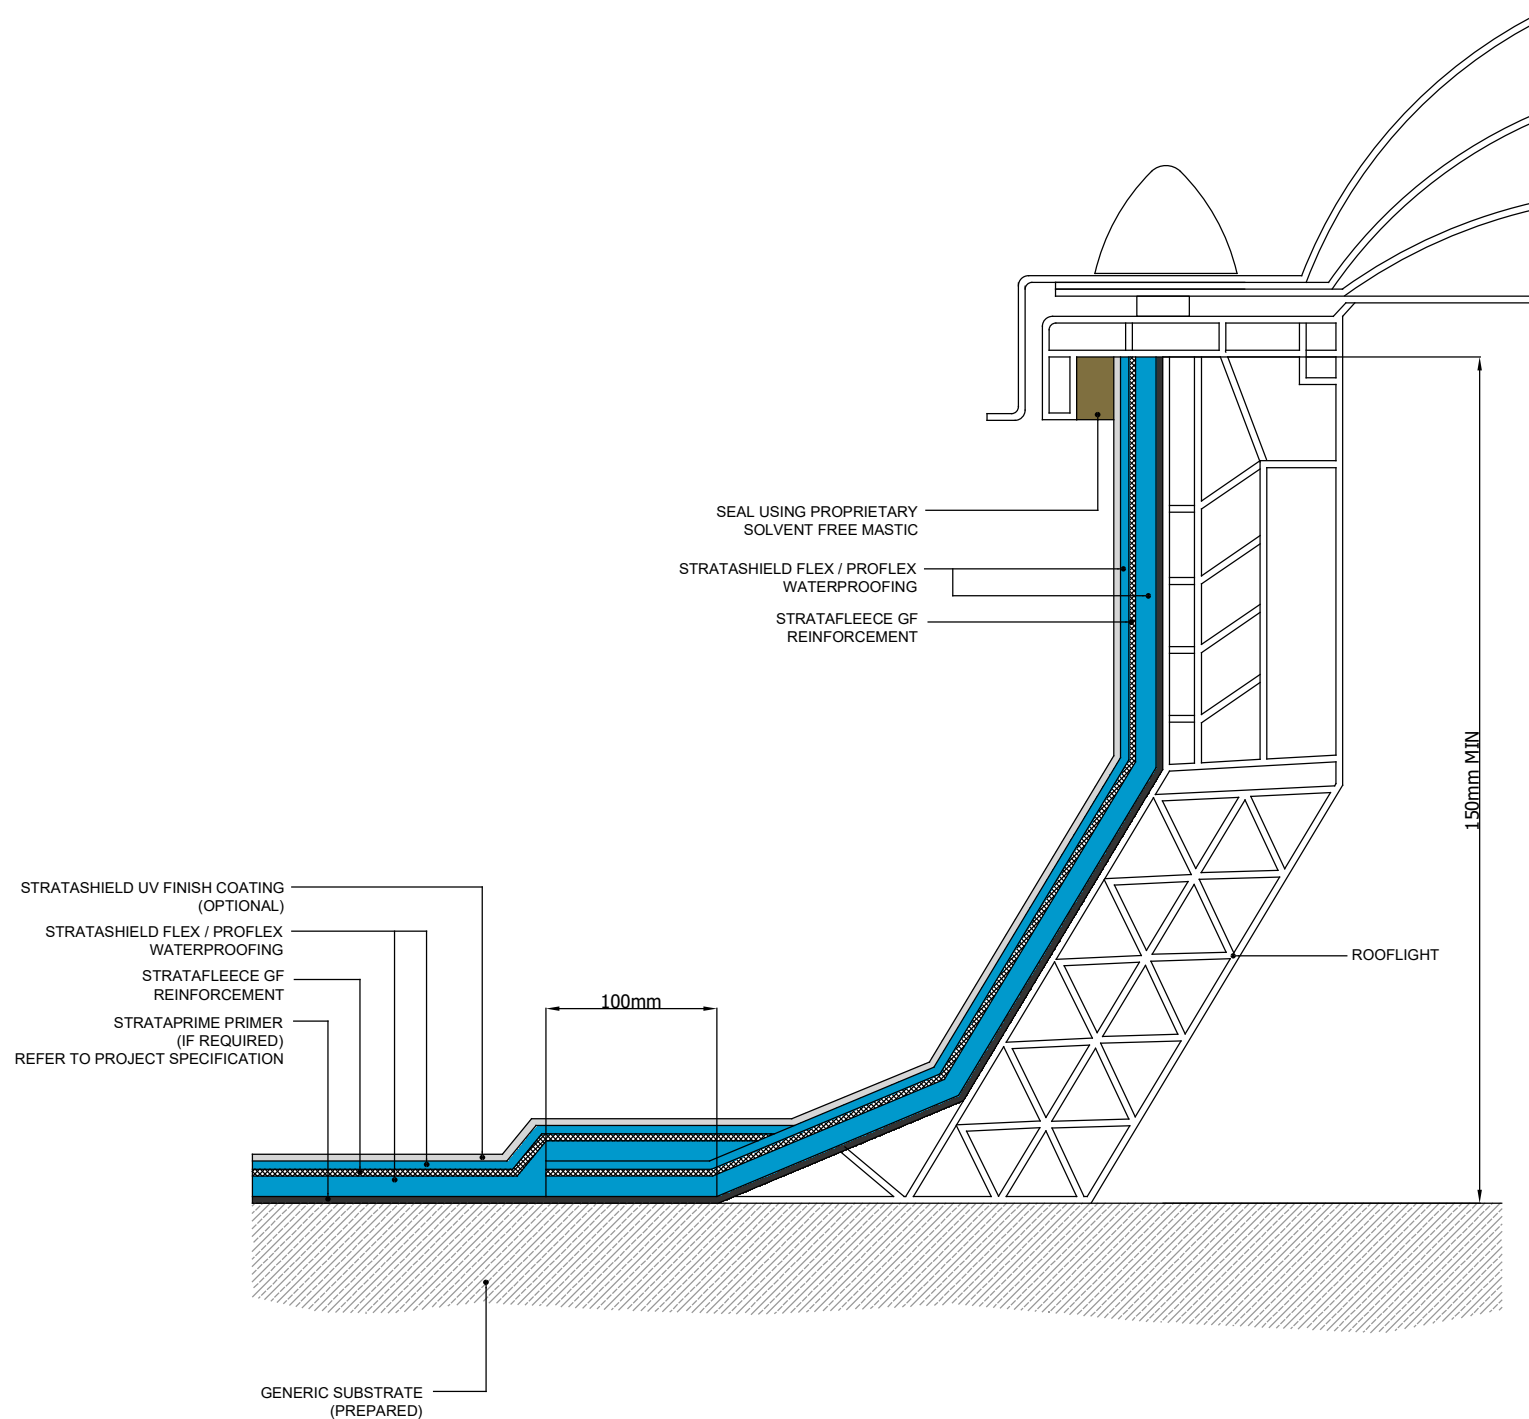 SEAL USING PROPRIETARY
SOLVENT FREE MASTIC
STRATASHIELD FLEX / PROFLEX
WATERPROOFING
STRATAFLEECE GF
REINFORCEMENT
150mm MIN
STRATASHIELD UV FINISH COATING
(OPTIONAL)
STRATASHIELD FLEX / PROFLEX
WATERPROOFING
STRATAFLEECE GF
REINFORCEMENT
STRATAPRIME PRIMER
(IF REQUIRED)
REFER TO PROJECT SPECIFICATION
100mm
ROOFLIGHT
GENERIC SUBSTRATE
(PREPARED)